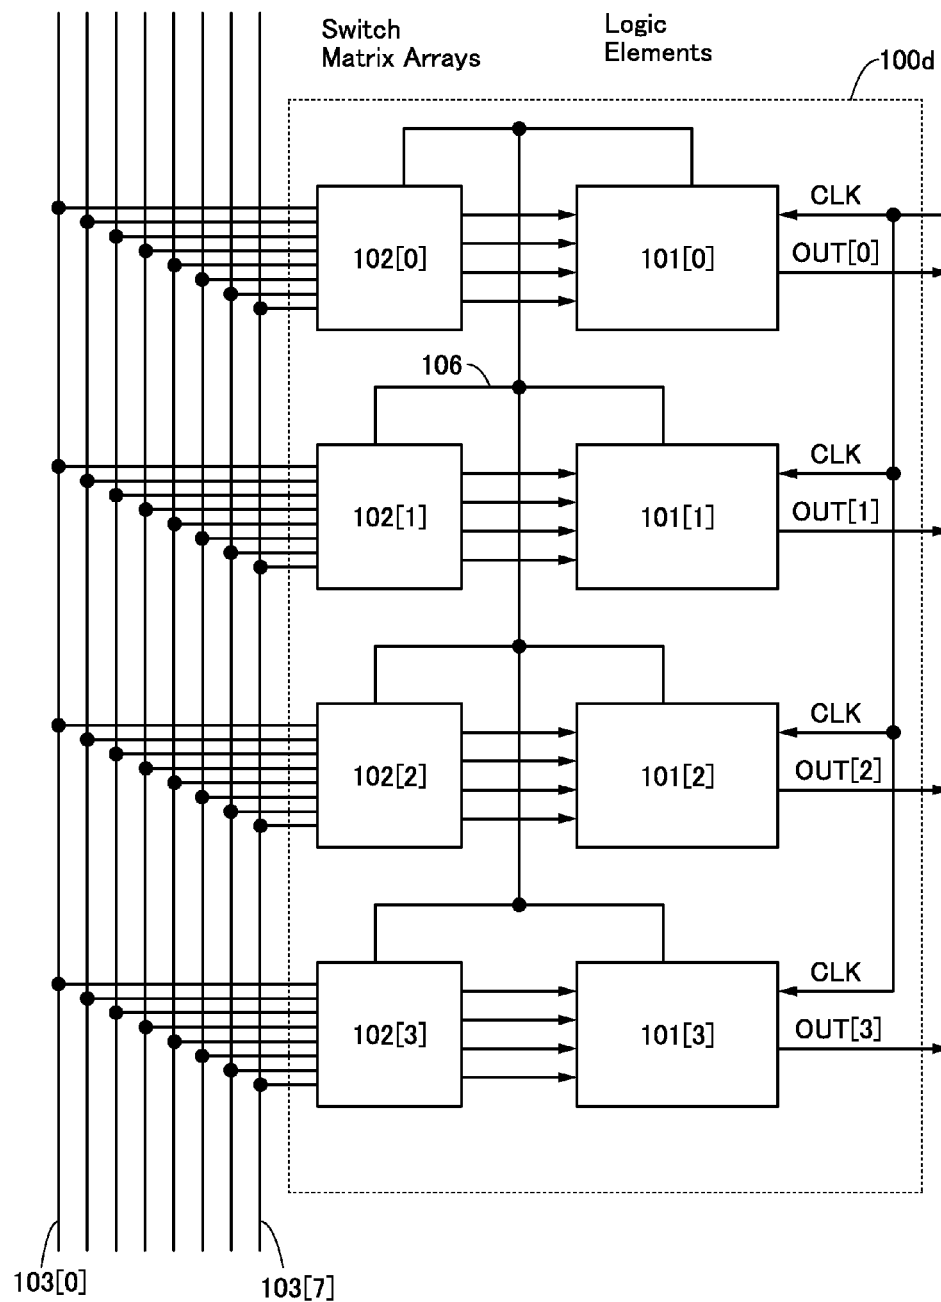 Switch
Matrix Arrays
Logic
Elements
100d
102[0]
101[0]
CLK
OUT[0]
106
102[1]
101[1]
CLK
OUT[1]
102[2]
101[2]
CLK
OUT[2]
102[3]
101[3]
CLK
OUT[3]
103[0]
103[7]